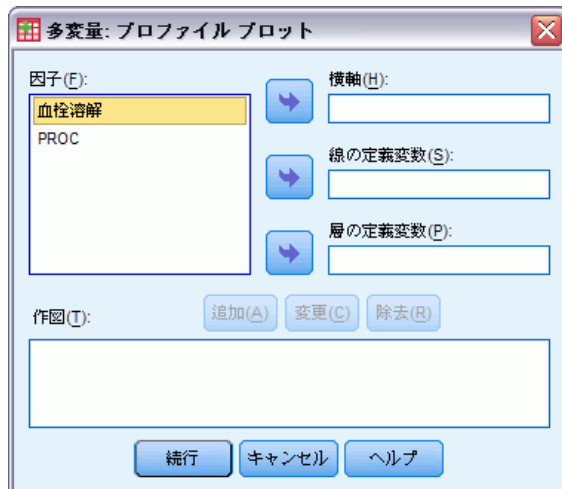 多変量: プロファイル プロット
因子(F):
血栓溶解
PROC
横軸(H):
線の定義変数(S):
層の定義変数(P):
作図(T):
追加(A)
変更(C)
除去(R)
続行
キャンセル
ヘルプ